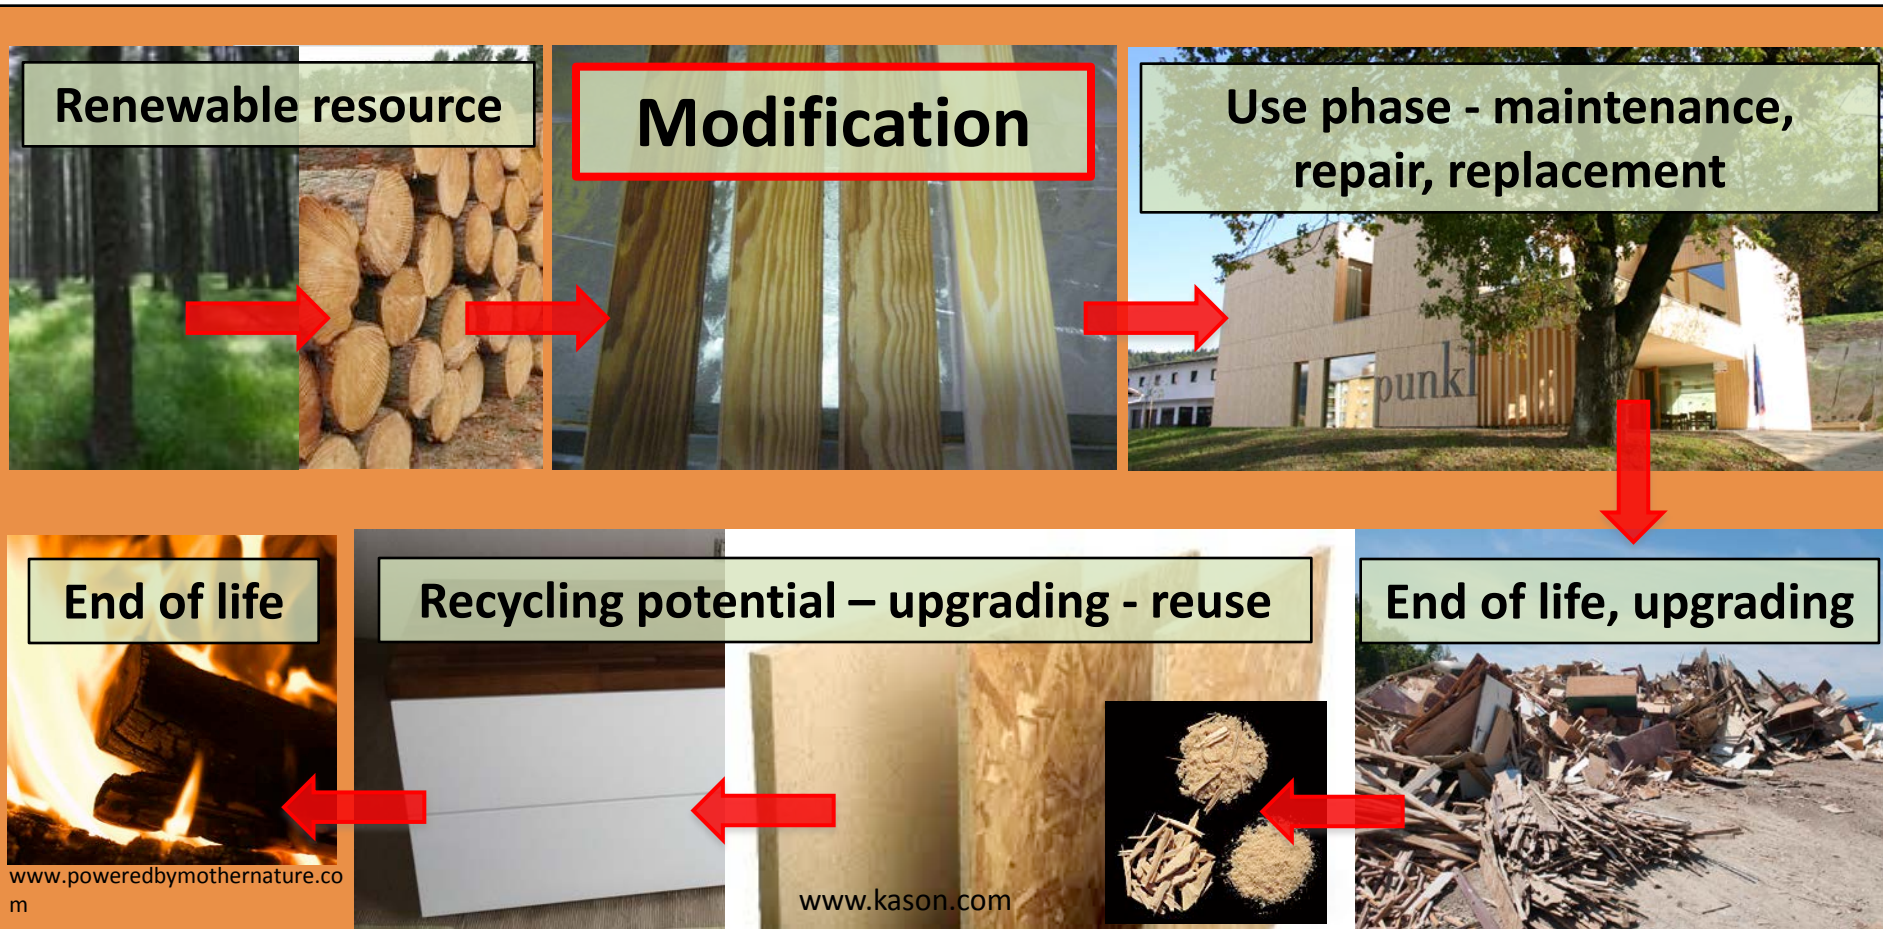 Renewable resource
Modification
Use phase - maintenance,
repair, replacement
punkl
End of life
Recycling potential – upgrading - reuse
End of life, upgrading
www.poweredbymothernature.co
m
www.kason.com